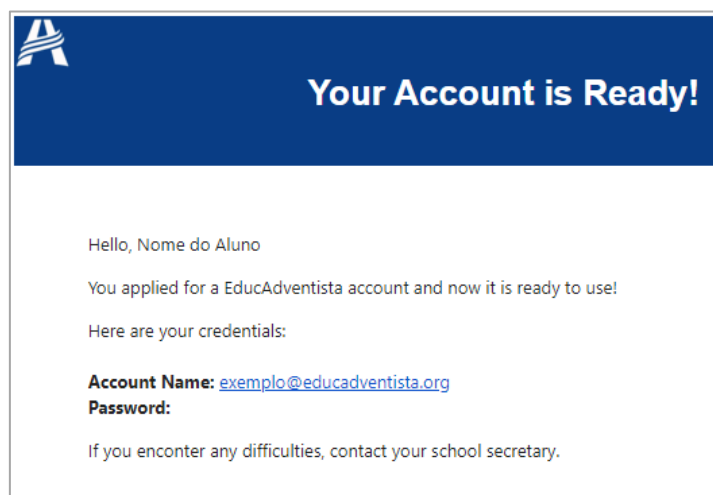 Your Account is Ready!
Hello, Nome do Aluno
You applied for a EducAdventista account and now it is ready to use!
Here are your credentials:
Account Name: exemplo@educadventista.org
Password:
If you enconter any difficulties, contact your school secretary.